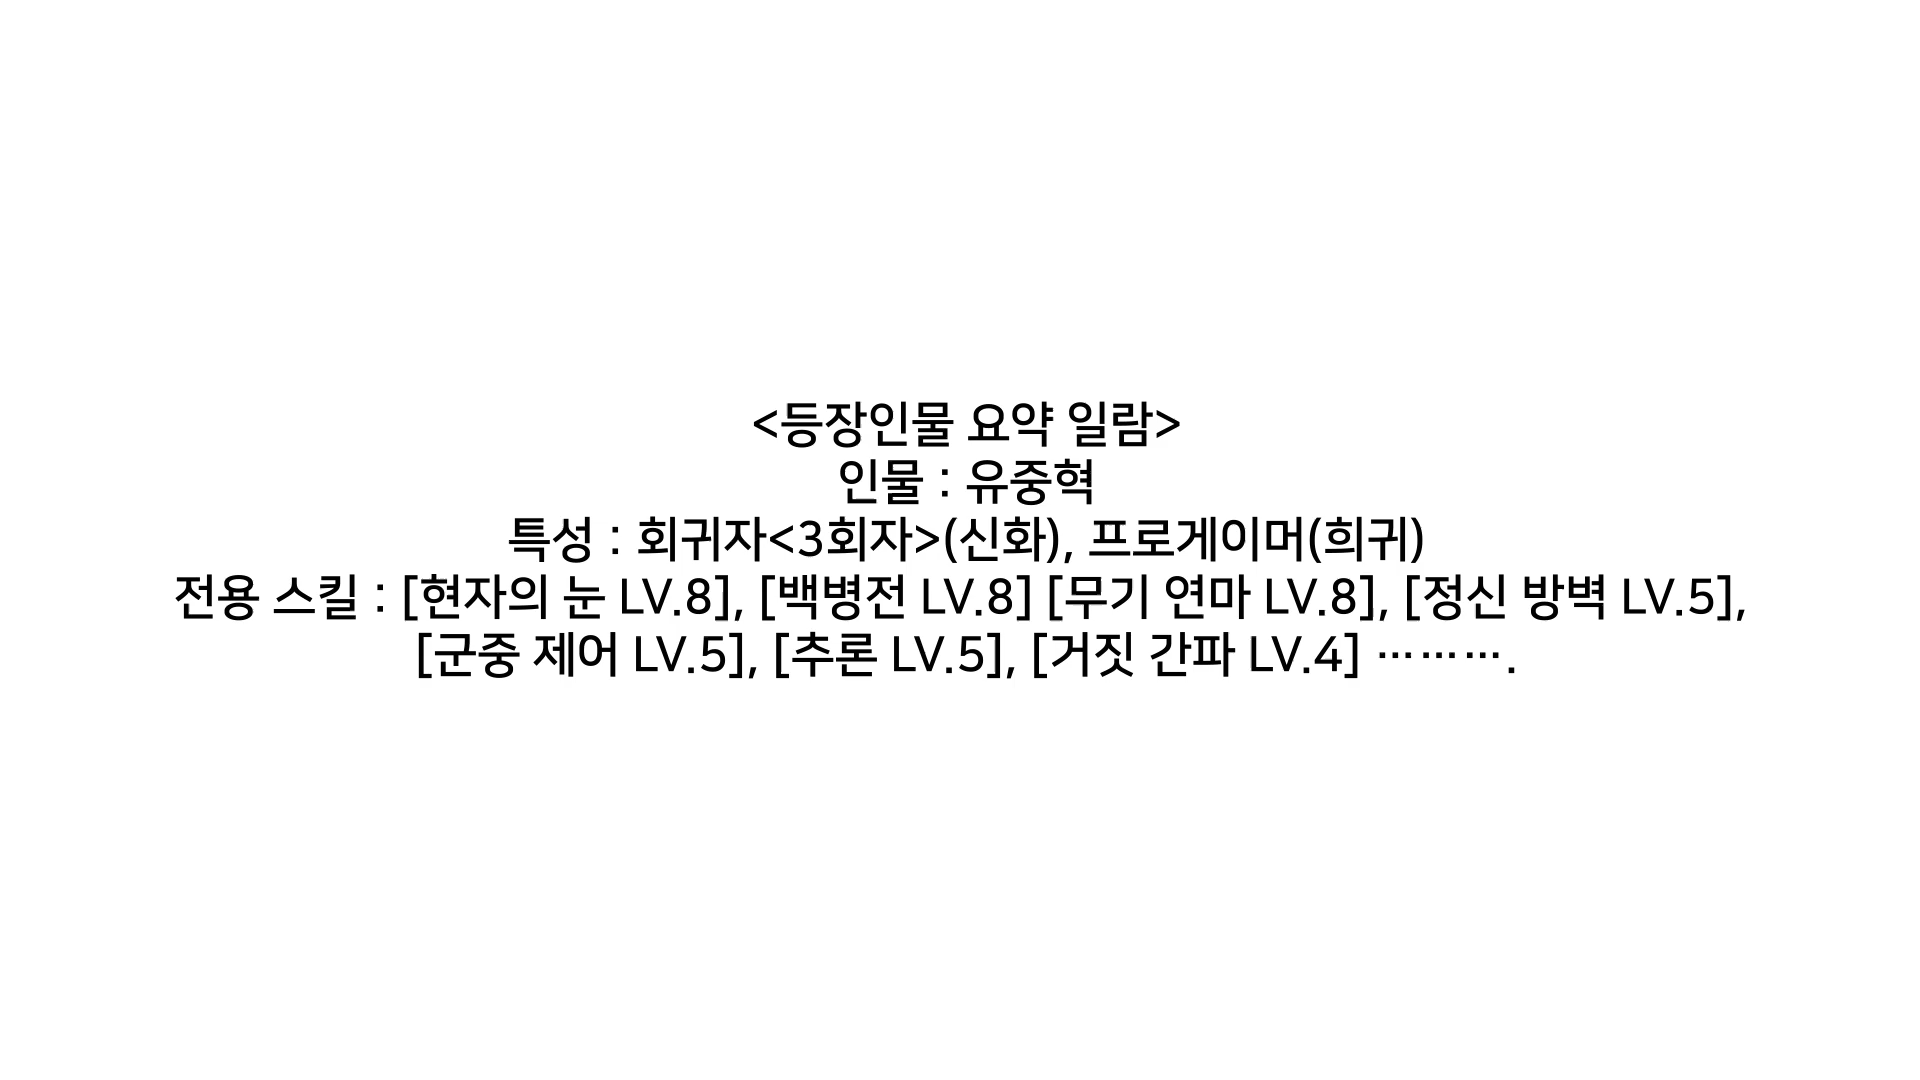 <등장인물 요약 일람>
인물 : 유중혁
특성 : 회귀자<3회자>(신화), 프로게이머(희귀)
전용 스킬 : [현자의 눈 LV.8], [백병전 LV.8] [무기 연마 LV.8], [정신 방벽 LV.5],
[군중 제어 LV.5], [추론 LV.5], [거짓 간파 LV.4] ⋯⋯⋯.